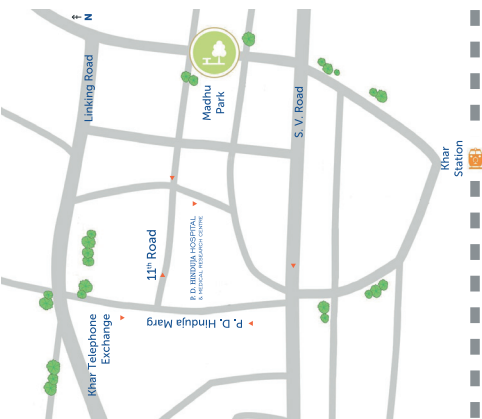 N
Linking Road
Madhu
Park
S. V. Road
Khar
Station
11th Road
P. D. HINDUJA HOSPITAL
& MEDICAL RESEARCH CENTRE
P. D. Hinduja Marg
Khar Telephone
Exchange